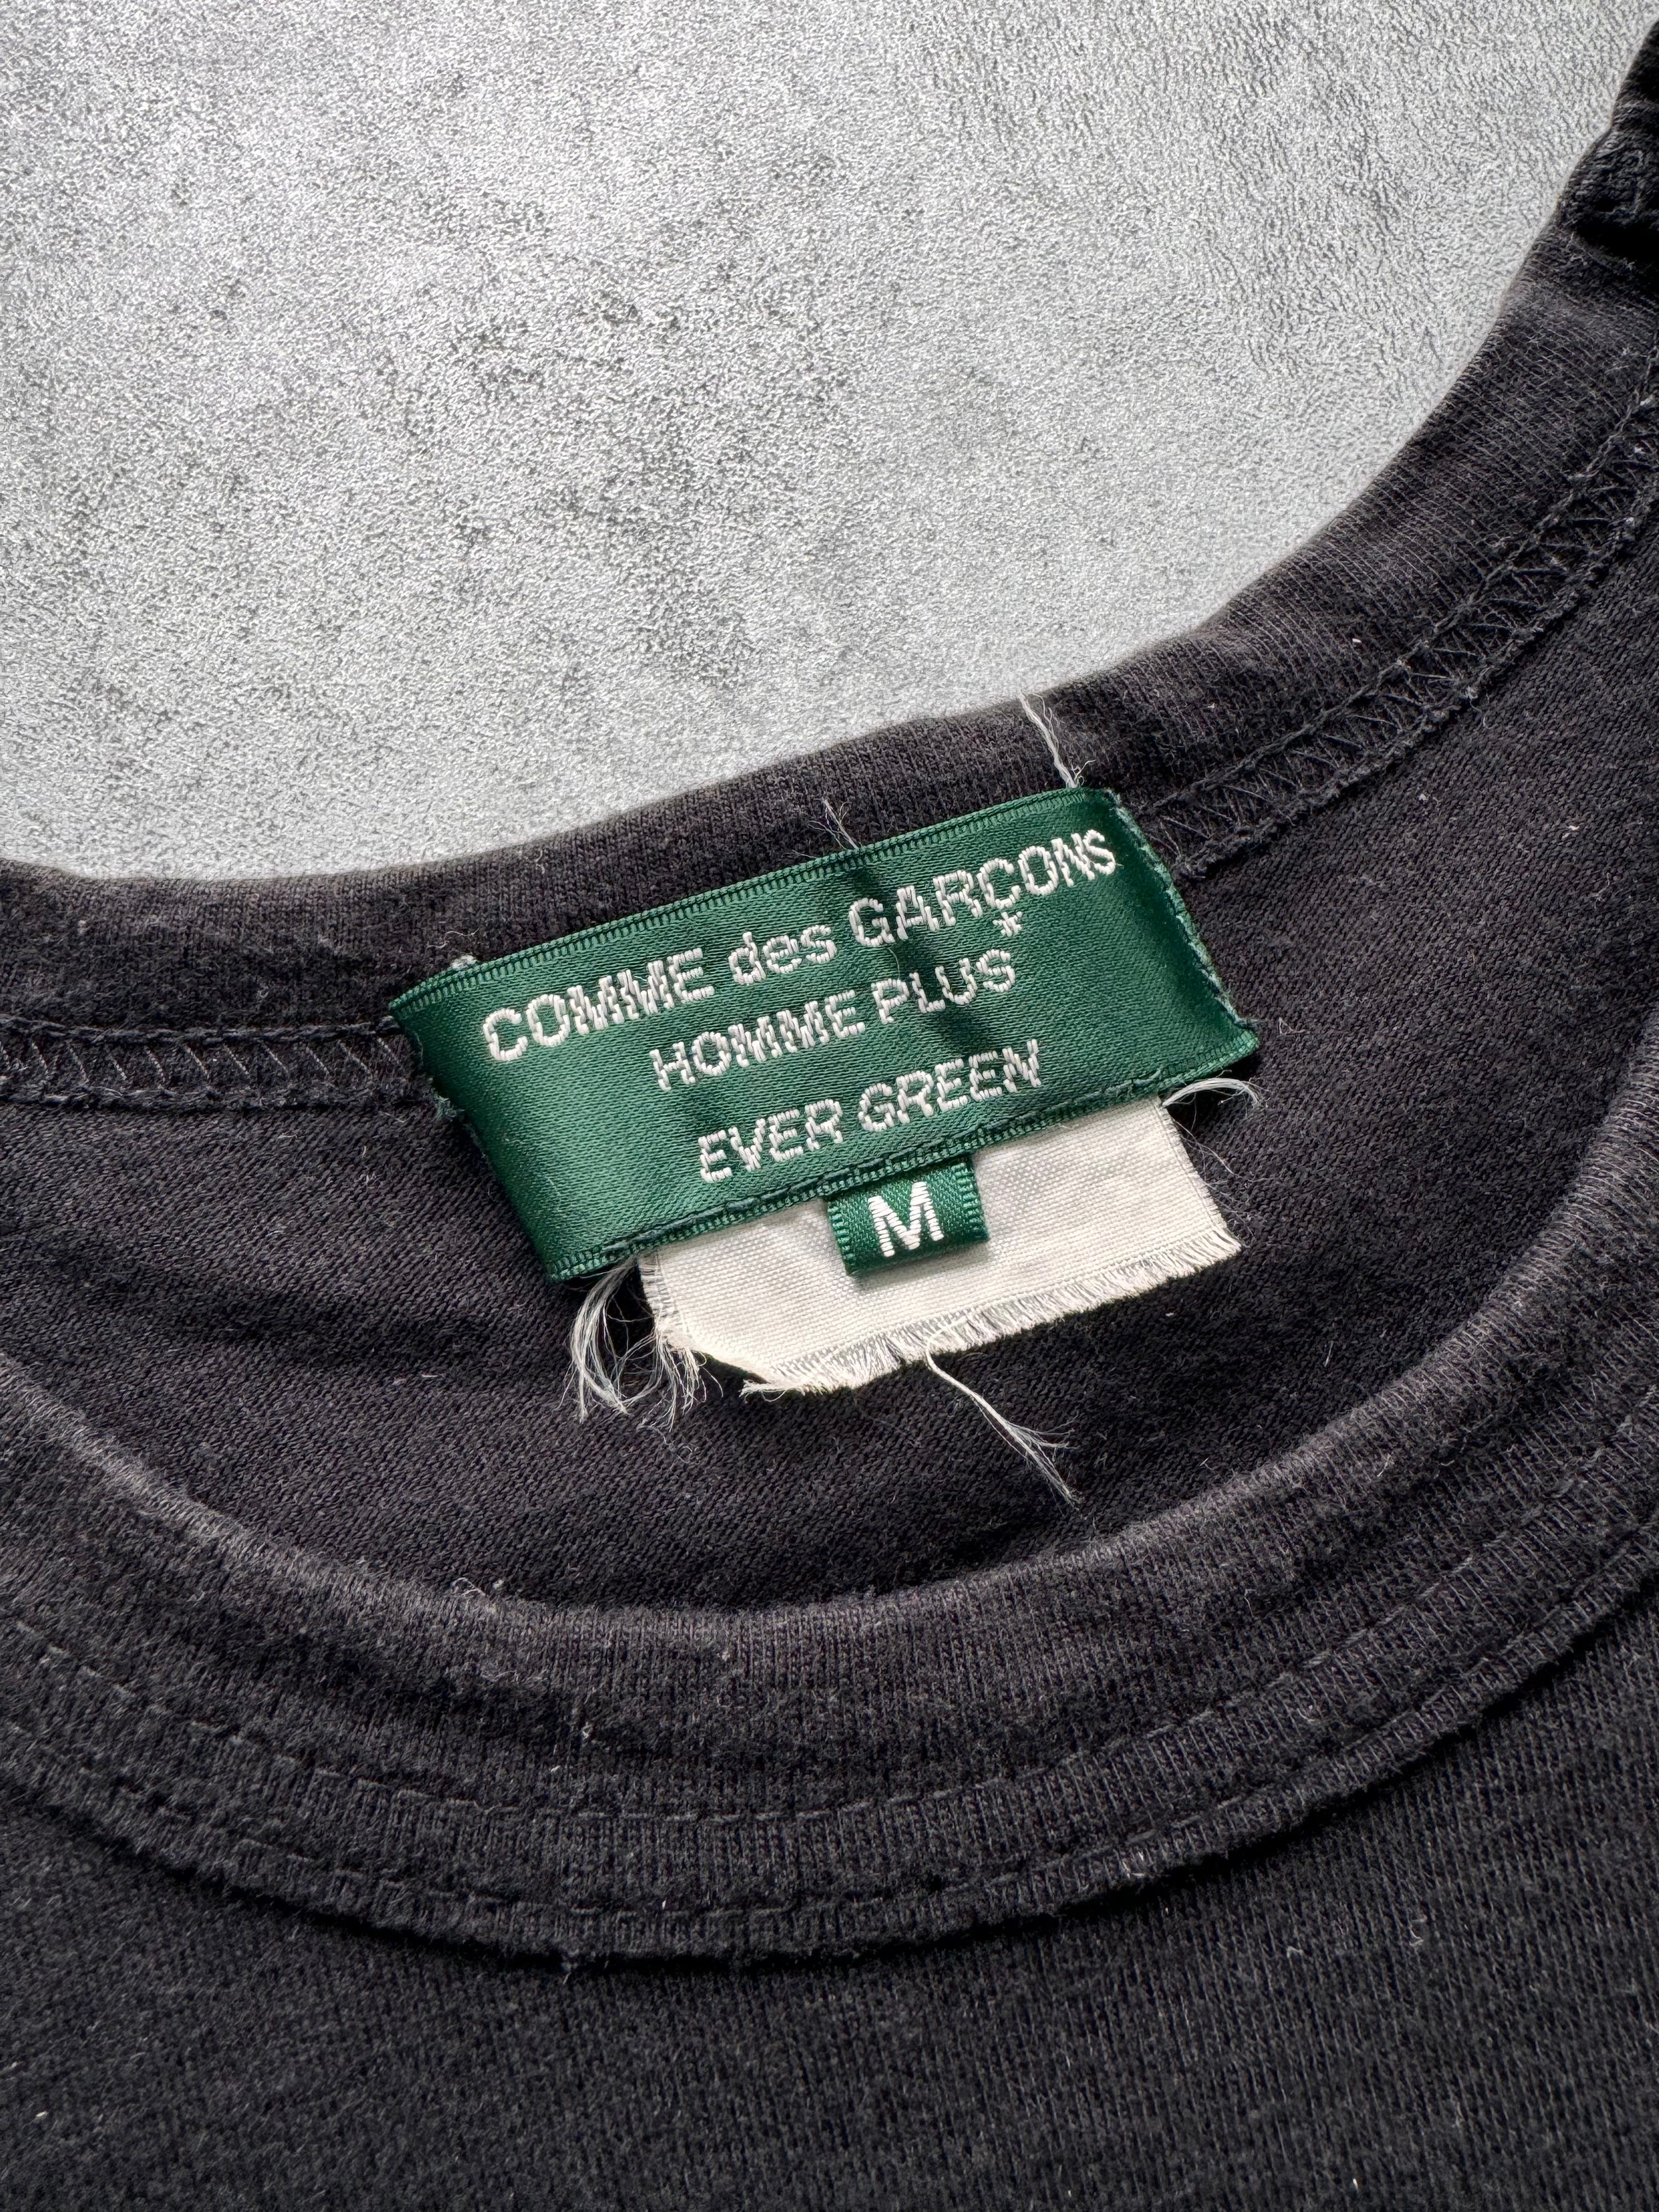 COMME des GARÇONS
HOMME PLUS*
EVER GREEN
M